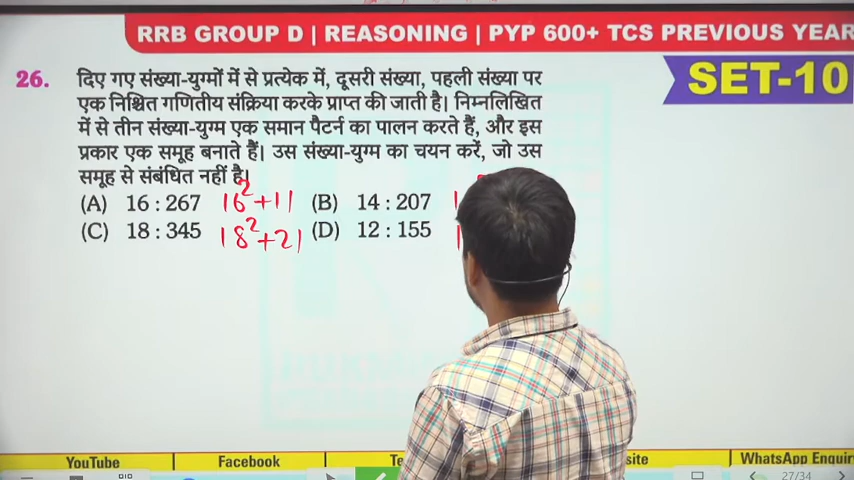 RRB GROUP D | REASONING | PYP 600+ TCS PREVIOUS YEAR
SET-10
26. दिए गए संख्या-युग्मों में से प्रत्येक में, दूसरी संख्या, पहली संख्या पर
एक निश्चित गणितीय संक्रिया करके प्राप्त की जाती है। निम्नलिखित
में से तीन संख्या-युग्म एक समान पैटर्न का पालन करते हैं, और इस
प्रकार एक समूह बनाते हैं। उस संख्या-युग्म का चयन करें, जो उस
समूह से संबंधित नहीं है।
(A) 16 : 267 16²+11 (B) 14 : 207
(C) 18 : 345 18²+21 (D) 12 : 155
YouTube Facebook WhatsApp Enquir
27/34